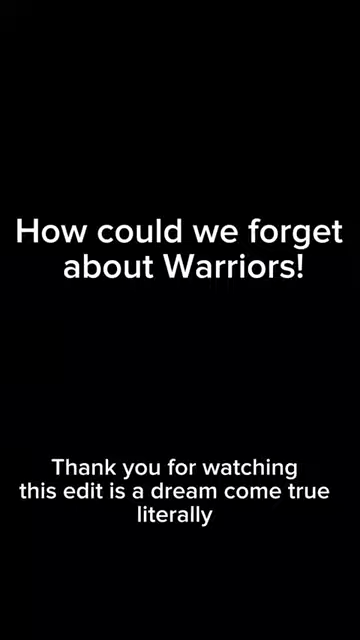 How could we forget
about Warriors!
Thank you for watching
this edit is a dream come true
literally